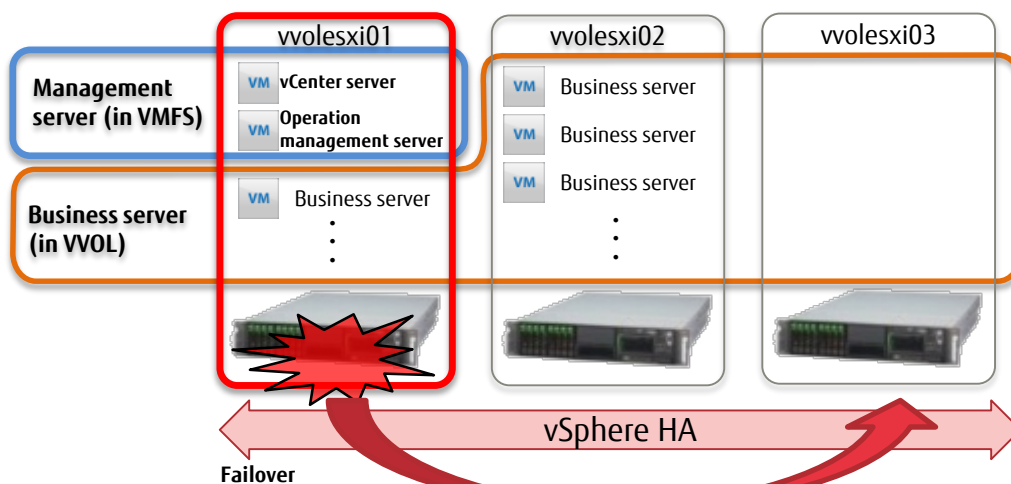 vvolesxi01
vvolesxi02
vvolesxi03
Management
server (in VMFS)
VM vCenter server
VM Operation
management server
VM Business server
VM Business server
VM Business server
Business server
(in VVOL)
VM Business server
vSphere HA
Failover